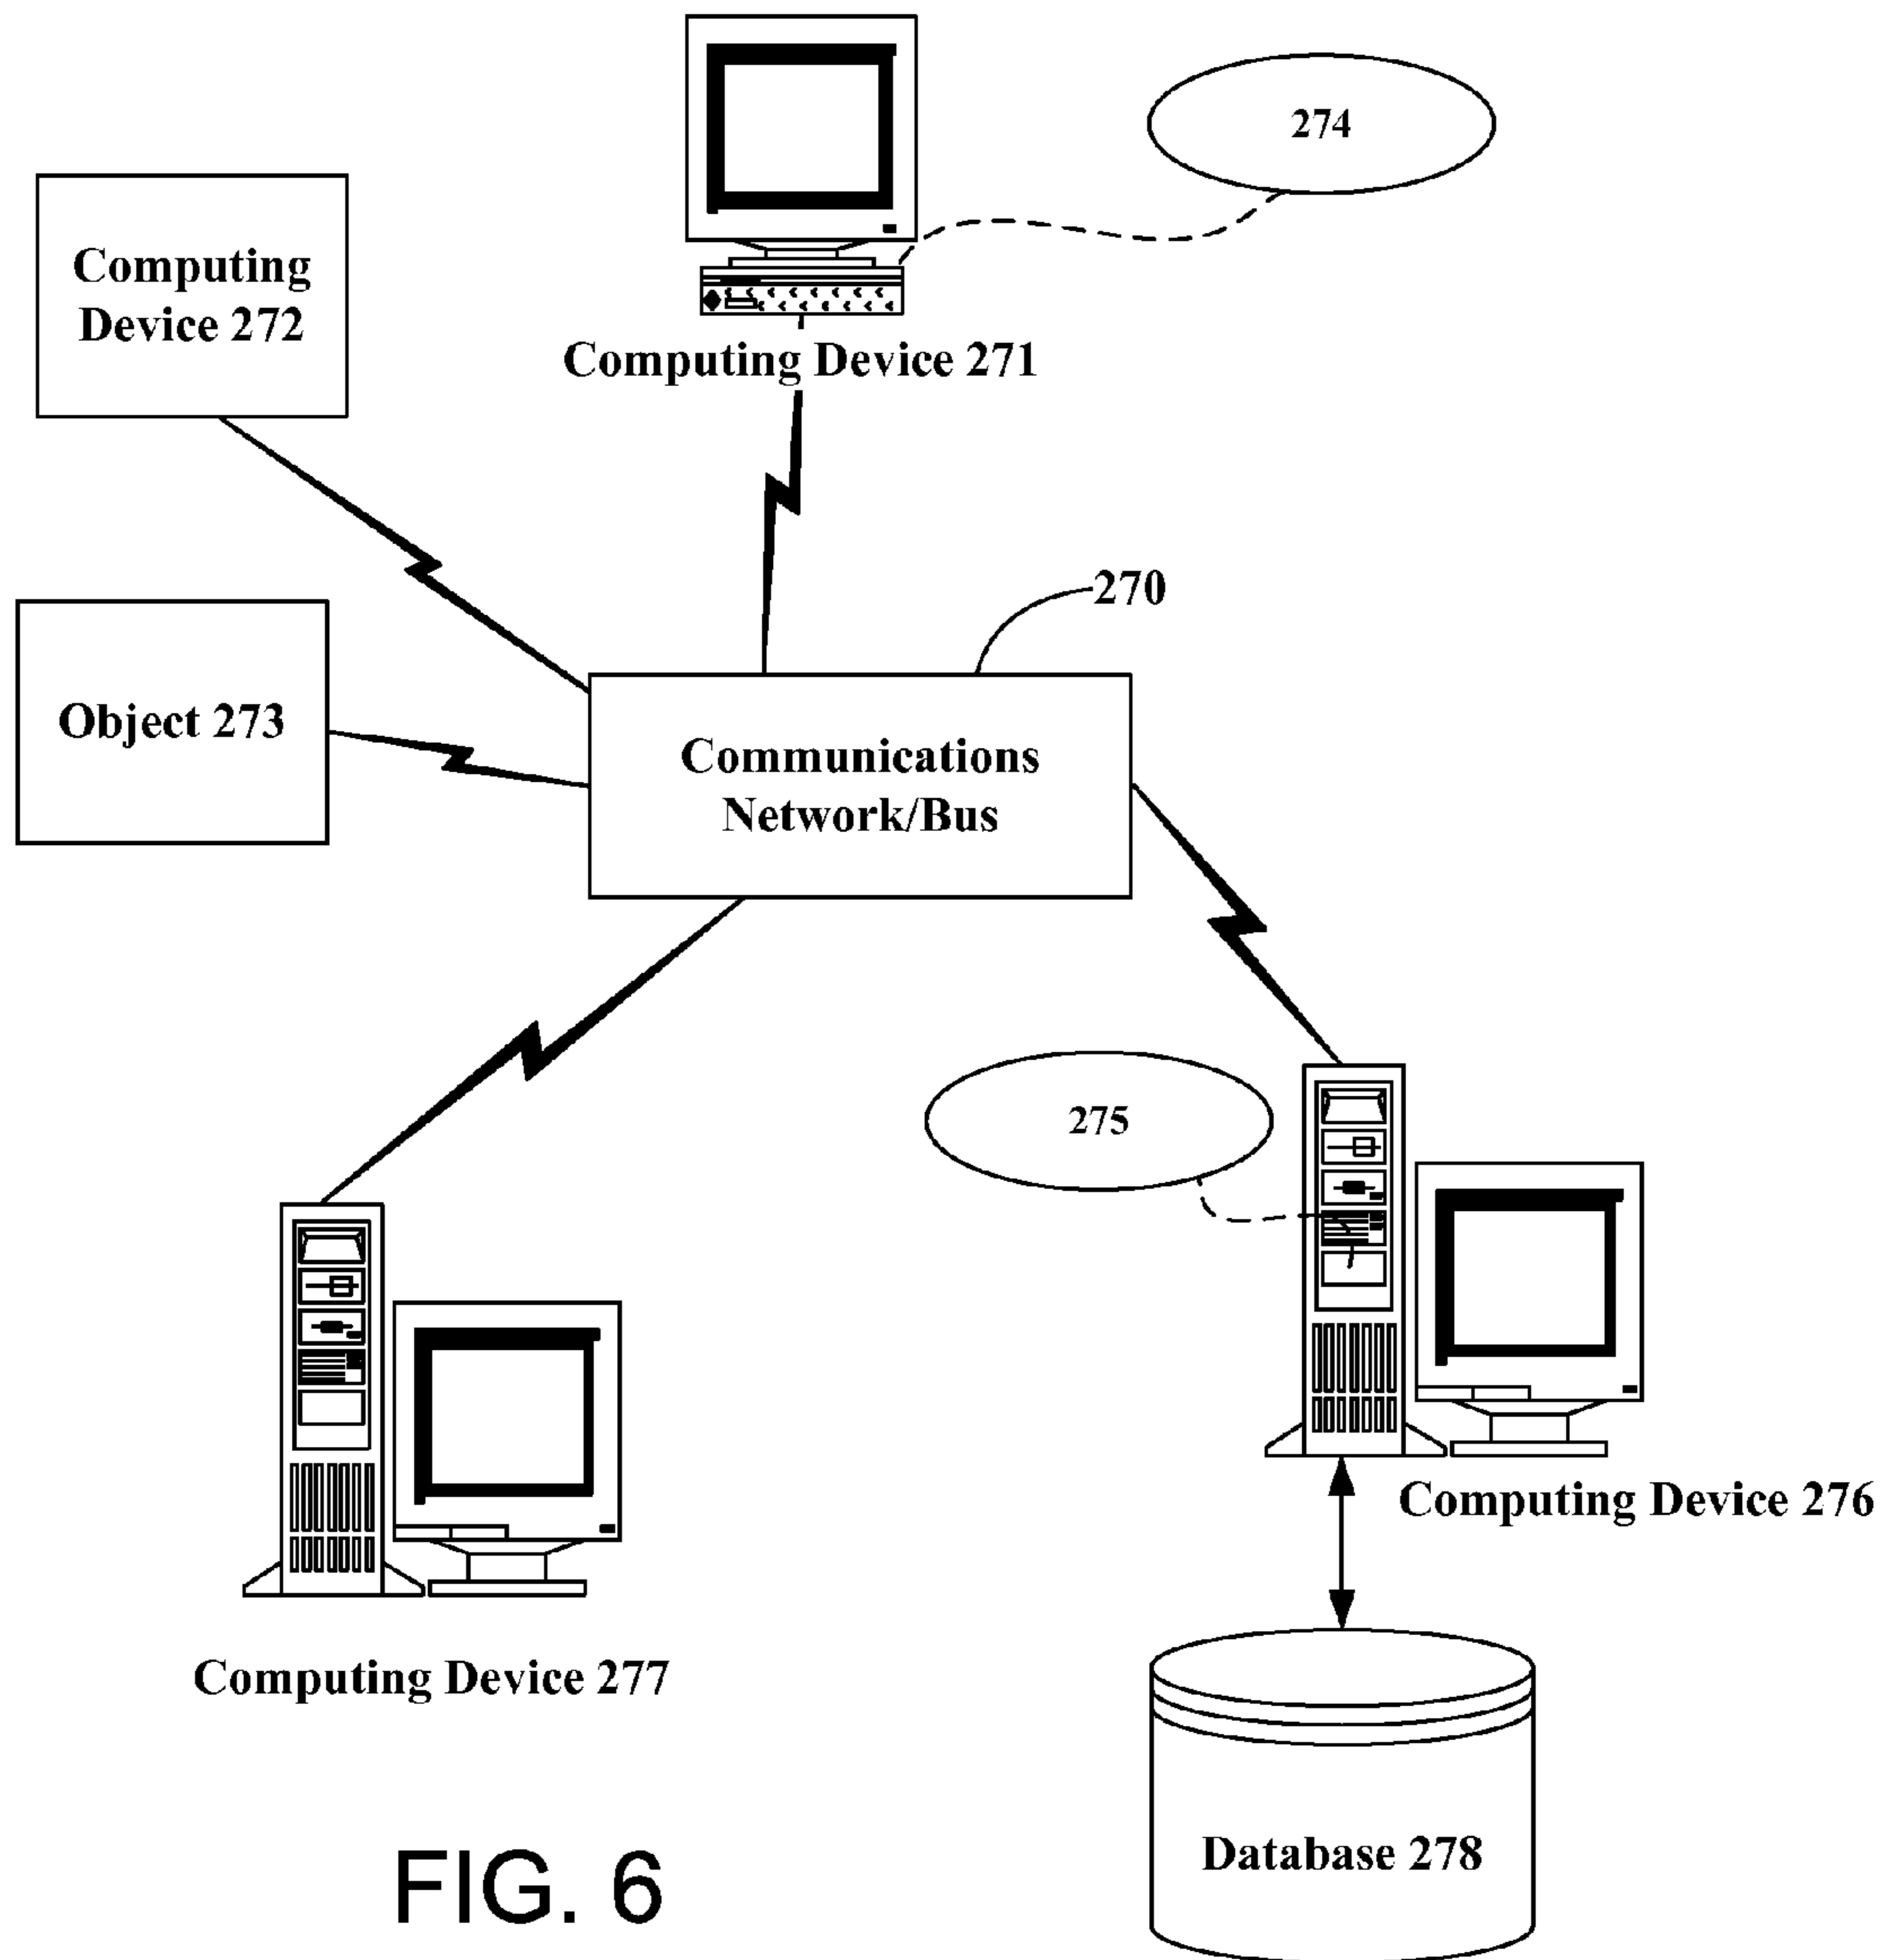 274
Computing
Device 272
Computing Device 271
270
Object 273
Communications
Network/Bus
275
Computing Device 276
Computing Device 277
Database 278
FIG. 6